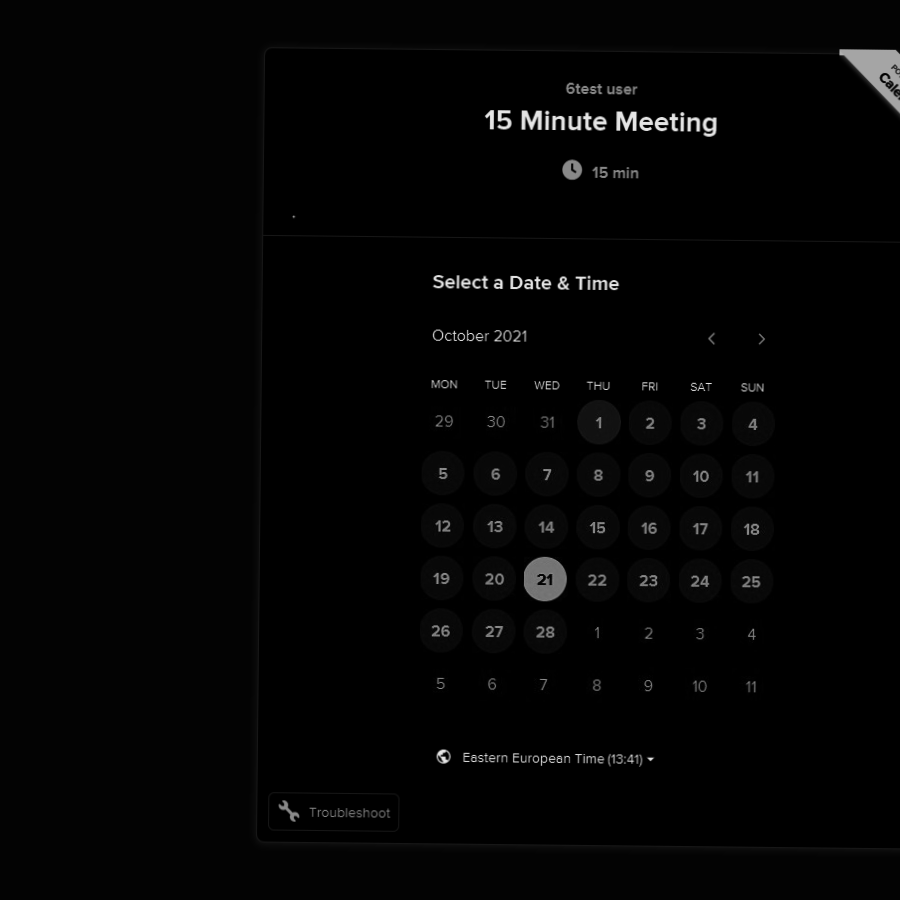 6test user
15 Minute Meeting
15 min
.
Select a Date & Time
October 2021
MON TUE WED THU FRI SAT SUN
29 30 31 1 2 3 4
5 6 7 8 9 10 11
12 13 14 15 16 17 18
19 20 21 22 23 24 25
26 27 28 1 2 3 4
5 6 7 8 9 10 11
Eastern European Time (13:41)
Troubleshoot